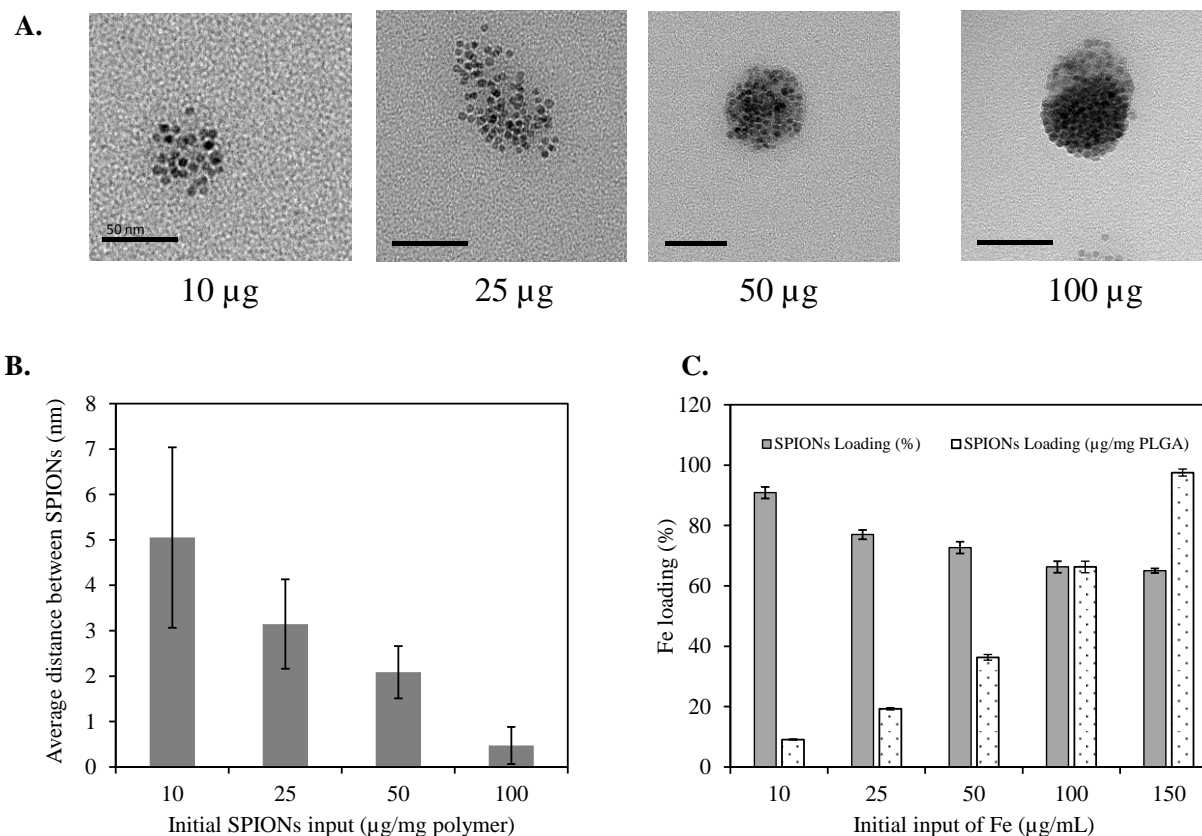 A.
50 nm
10 µg
25 µg
50 µg
100 µg
B.
Average distance between SPIONs (nm)
8
7
6
5
4
3
2
1
0
10 25 50 100
Initial SPIONs input (µg/mg polymer)
C.
Fe loading (%)
120
100
80
60
40
20
0
SPIONs Loading (%) SPIONs Loading (µg/mg PLGA)
10 25 50 100 150
Initial input of Fe (µg/mL)